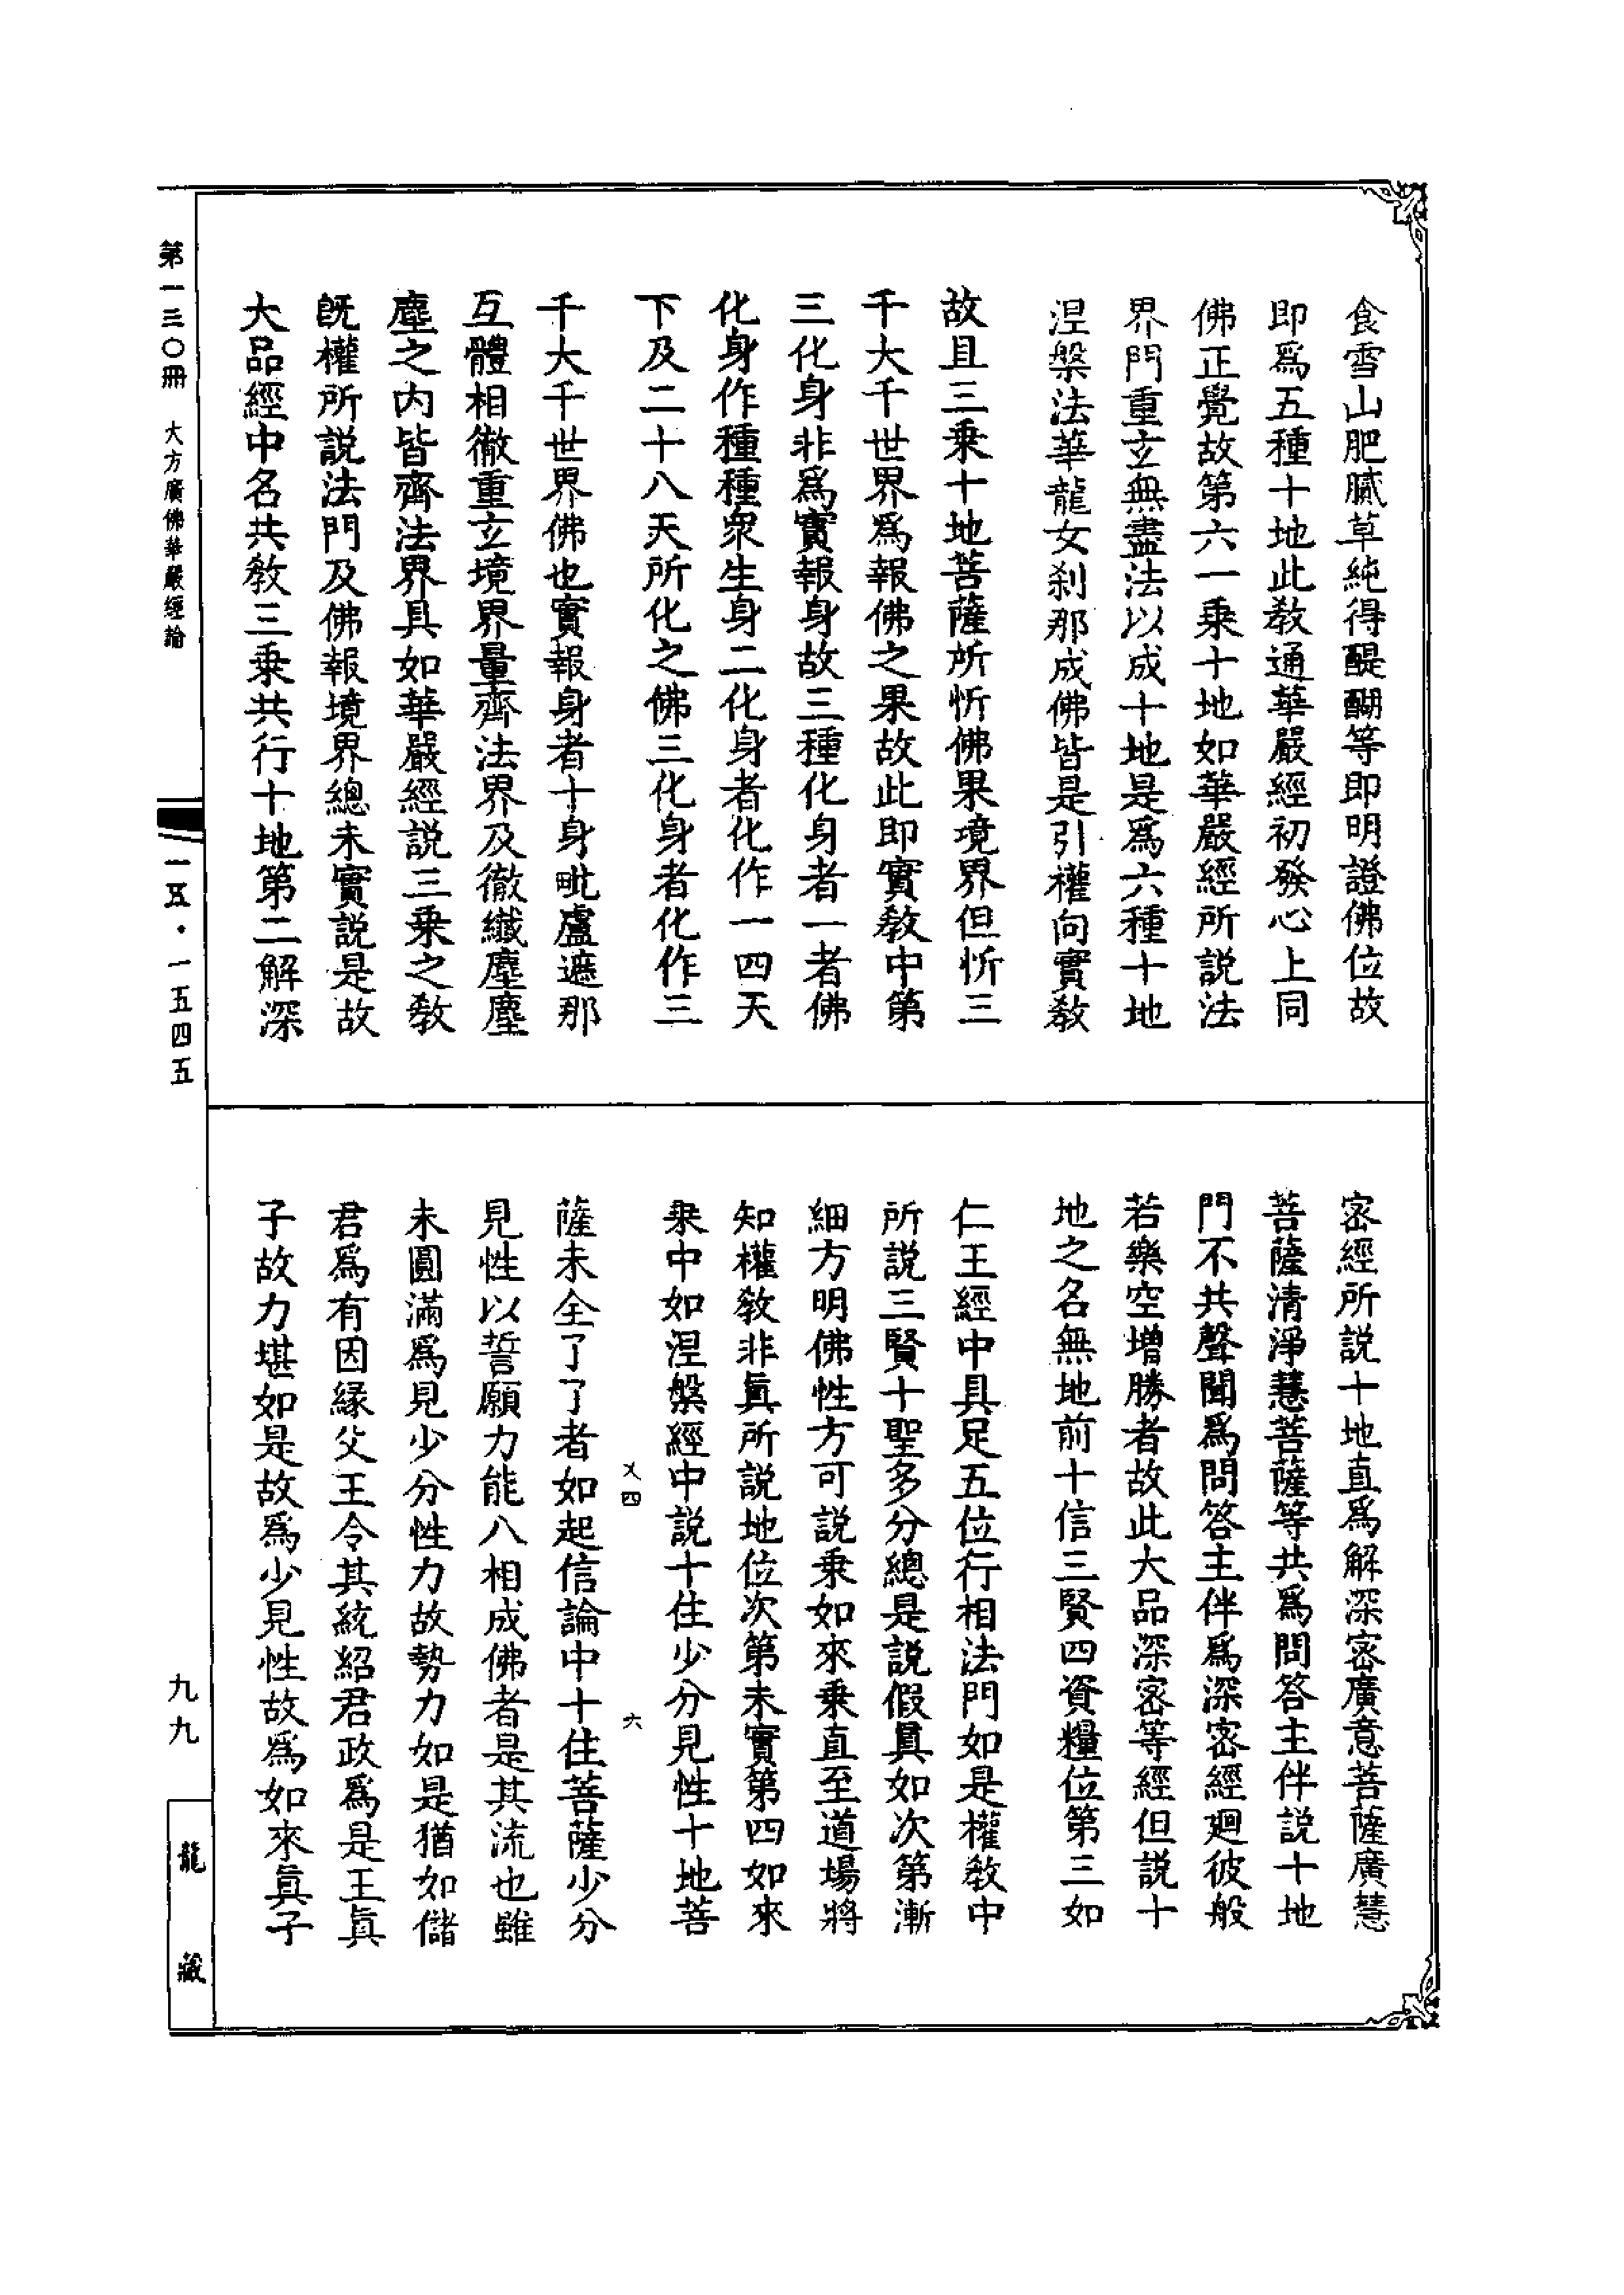 食雪山肥膩草純得醍醐等即明證佛位故
即爲五種十地此教通華嚴經初發心上同
佛正覺故第六一乗十地如華嚴經所説法
界門重玄無盡法以成十地是爲六種十地
涅槃法華龍女刹那成佛皆是引權向實教
故且三乗十地菩薩所忻佛果境界但忻三
千大千世界爲報佛之果故此即實教中第
三化身非爲實報身故三種化身者一者佛
化身作種種衆生身二化身者化作一四天
下及二十八天所化之佛三化身者化作三
千大千世界佛也實報身者十身毗盧遮那
互體相徹重玄境界量齊法界及徹纖塵塵
塵之内皆齊法界具如華嚴經説三乗之教
旣權所説法門及佛報境界總未實説是故
大品經中名共教三乗共行十地第二解深
密經所説十地直爲解深密廣意菩薩廣慧
菩薩清淨慧菩薩等共爲問答主伴説十地
門不共聲聞爲問答主伴爲深密經廻彼般
若樂空增勝者故此大品深密等經但説十
地之名無地前十信三賢四資糧位第三如
仁王經中具足五位行相法門如是權教中
所説三賢十聖多分總是説假眞如次第漸
細方明佛性方可説乗如來乗直至道場將
知權教非眞所説地位次第未實第四如來
乗中如涅槃經中説十住少分見性十地菩
㐅四 六
薩未全了了者如起信論中十住菩薩少分
見性以誓願力能八相成佛者是其流也雖
未圓滿爲見少分性力故勢力如是猶如儲
君爲有因緣父王令其統紹君政爲是王眞
子故力堪如是故爲少見性故爲如來眞子
第一三〇冊 大方廣佛華嚴經論
一五·一五四五
九九
龍藏